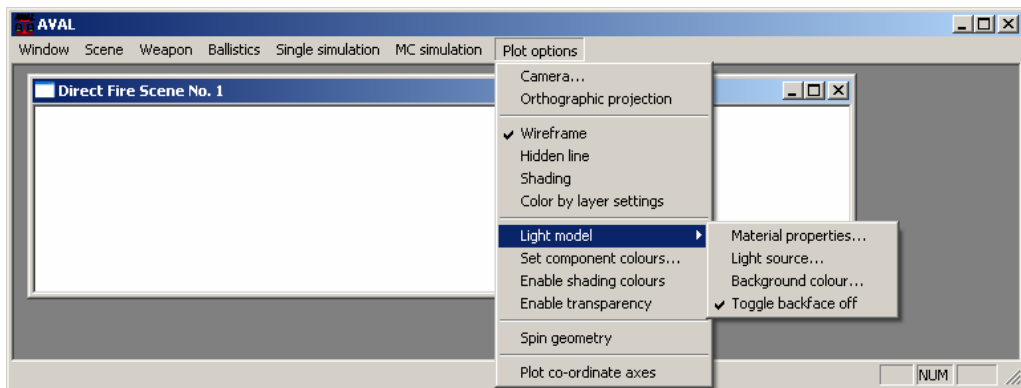 AVAL
Window Scene Weapon Ballistics Single simulation MC simulation Plot options
Direct Fire Scene No. 1
Camera...
Orthographic projection
Wireframe
Hidden line
Shading
Color by layer settings
Light model
Set component colours...
Enable shading colours
Enable transparency
Spin geometry
Plot co-ordinate axes
Material properties...
Light source...
Background colour...
Toggle backface off
NUM